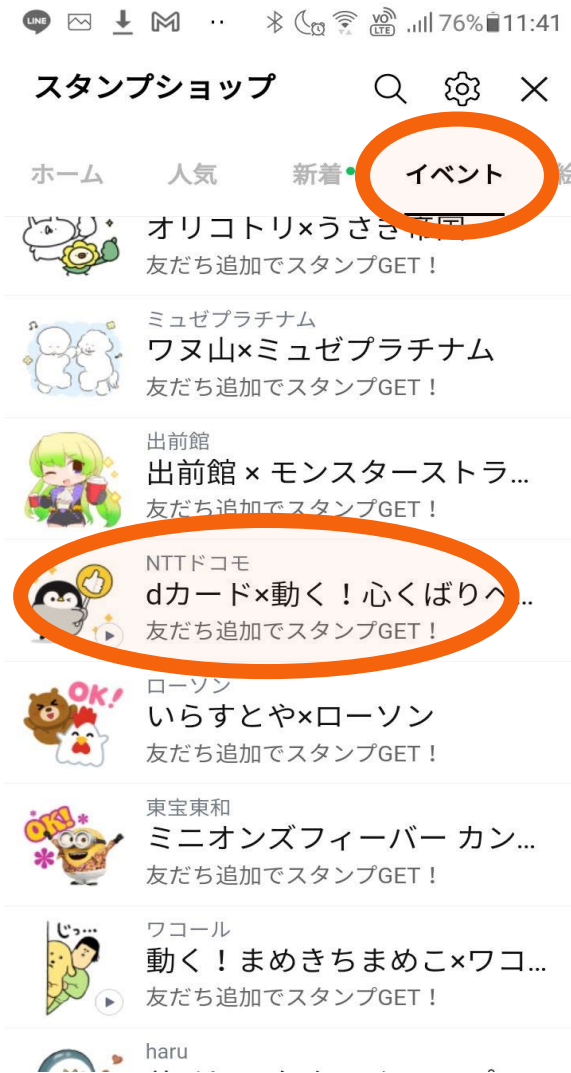 LINE
VO)) LTE 76% 11:41
スタンプショップ
ホーム 人気 新着 イベント 絵
オリコトリ×うさぎ帝国
友だち追加でスタンプGET！
ミュゼプラチナム
ワヌ山×ミュゼプラチナム
友だち追加でスタンプGET！
出前館
出前館 × モンスターストラ...
友だち追加でスタンプGET！
NTTドコモ
dカード×動く！心くばりペ...
友だち追加でスタンプGET！
OK!
ローソン
いらすとや×ローソン
友だち追加でスタンプGET！
OK!
東宝東和
ミニオンズフィーバー カン...
友だち追加でスタンプGET！
じっ…
ワコール
動く！まめきちまめこ×ワコ...
友だち追加でスタンプGET！
haru